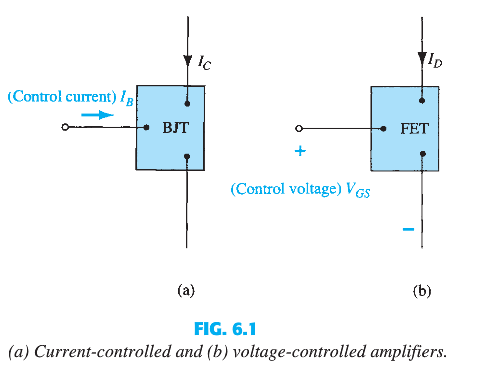 I_C
I_D
(Control current) I_B
BJT
FET
+
(Control voltage) V_GS
−
(a)
(b)
FIG. 6.1
(a) Current-controlled and (b) voltage-controlled amplifiers.